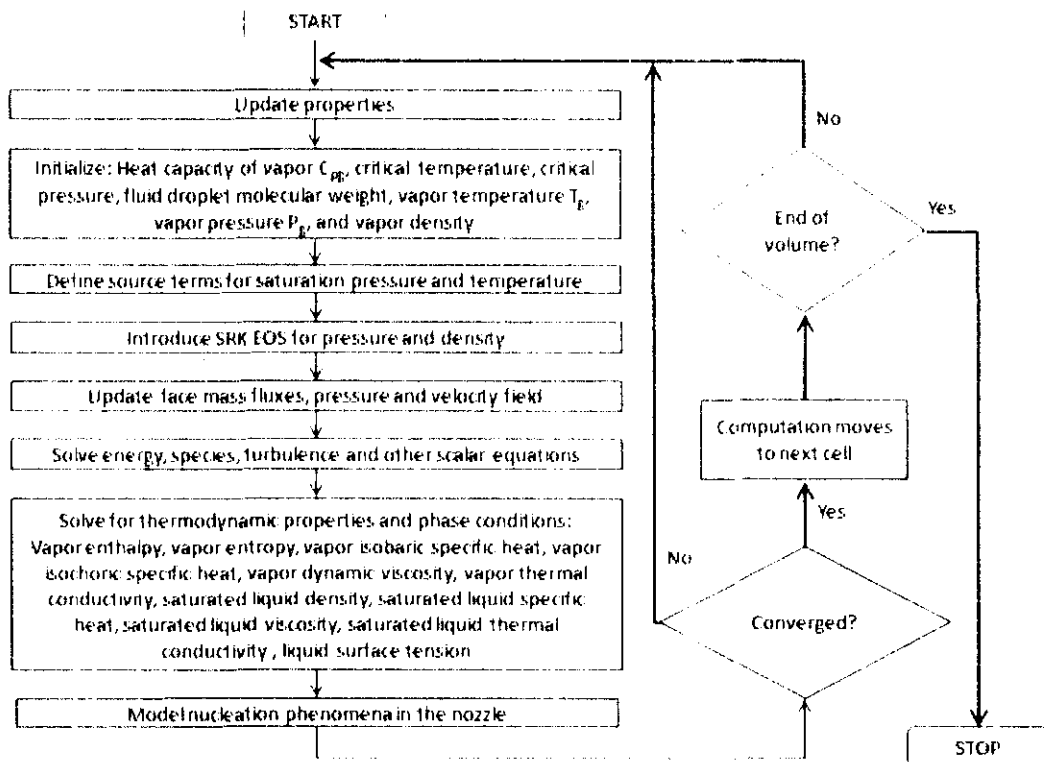 START
Update properties
Initialize: Heat capacity of vapor Cpg, critical temperature, critical
pressure, fluid droplet molecular weight, vapor temperature Tg,
vapor pressure Pg, and vapor density
Define source terms for saturation pressure and temperature
Introduce SRK EOS for pressure and density
Update face mass fluxes, pressure and velocity field
Solve energy, species, turbulence and other scalar equations
Solve for thermodynamic properties and phase conditions:
Vapor enthalpy, vapor entropy, vapor isobaric specific heat, vapor
isochoric specific heat, vapor dynamic viscosity, vapor thermal
conductivity, saturated liquid density, saturated liquid specific
heat, saturated liquid viscosity, saturated liquid thermal
conductivity, liquid surface tension
Model nucleation phenomena in the nozzle
Converged?
No
Yes
Computation moves
to next cell
End of
volume?
No
Yes
STOP